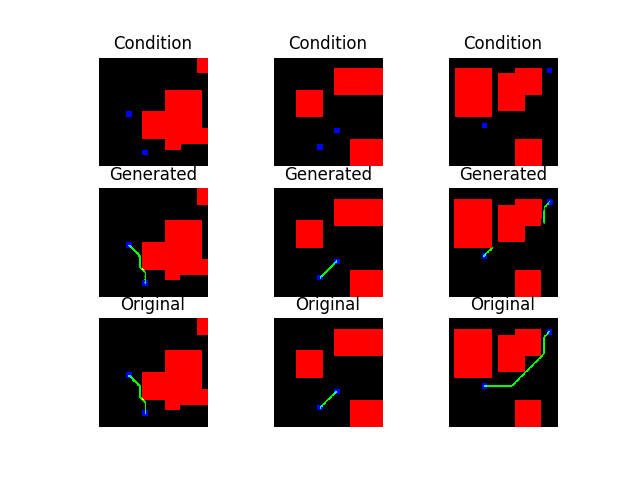 Condition Condition Condition
Generated Generated Generated
Original Original Original